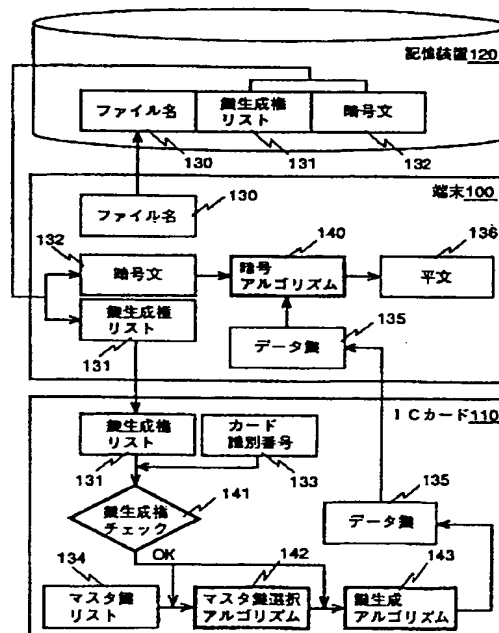 記憶装置120
ファイル名
鍵生成権
リスト
暗号文
130
131
132
端末100
ファイル名
130
132
暗号文
140
暗号
アルゴリズム
136
平文
鍵生成権
リスト
131
データ鍵
135
ICカード110
鍵生成権
リスト
131
カード
識別番号
133
鍵生成権
チェック
141
データ鍵
135
OK
134
マスタ鍵
リスト
142
マスタ鍵選択
アルゴリズム
143
鍵生成
アルゴリズム